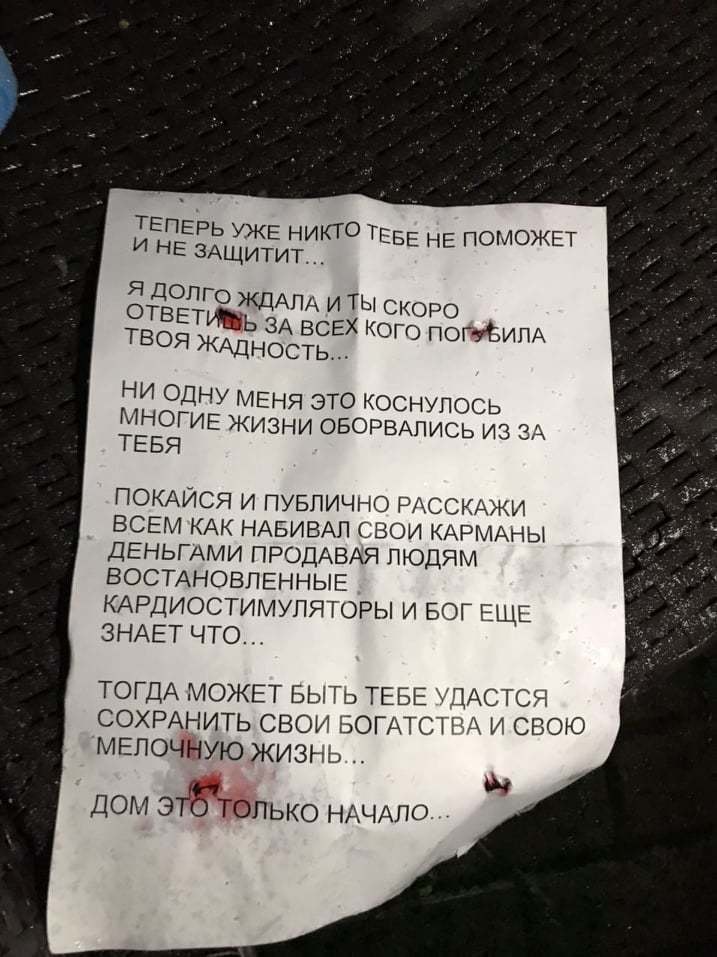 ТЕПЕРЬ УЖЕ НИКТО ТЕБЕ НЕ ПОМОЖЕТ
И НЕ ЗАЩИТИТ...
Я ДОЛГО ЖДАЛА И ТЫ СКОРО
ОТВЕТИШЬ ЗА ВСЕХ КОГО ПОГУБИЛА
ТВОЯ ЖАДНОСТЬ...
НИ ОДНУ МЕНЯ ЭТО КОСНУЛОСЬ
МНОГИЕ ЖИЗНИ ОБОРВАЛИСЬ ИЗ ЗА
ТЕБЯ
ПОКАЙСЯ И ПУБЛИЧНО РАССКАЖИ
ВСЕМ КАК НАБИВАЛ СВОИ КАРМАНЫ
ДЕНЬГАМИ ПРОДАВАЯ ЛЮДЯМ
ВОСТАНОВЛЕННЫЕ
КАРДИОСТИМУЛЯТОРЫ И БОГ ЕЩЕ
ЗНАЕТ ЧТО...
ТОГДА МОЖЕТ БЫТЬ ТЕБЕ УДАСТСЯ
СОХРАНИТЬ СВОИ БОГАТСТВА И СВОЮ
МЕЛОЧНУЮ ЖИЗНЬ...
ДОМ ЭТО ТОЛЬКО НАЧАЛО...